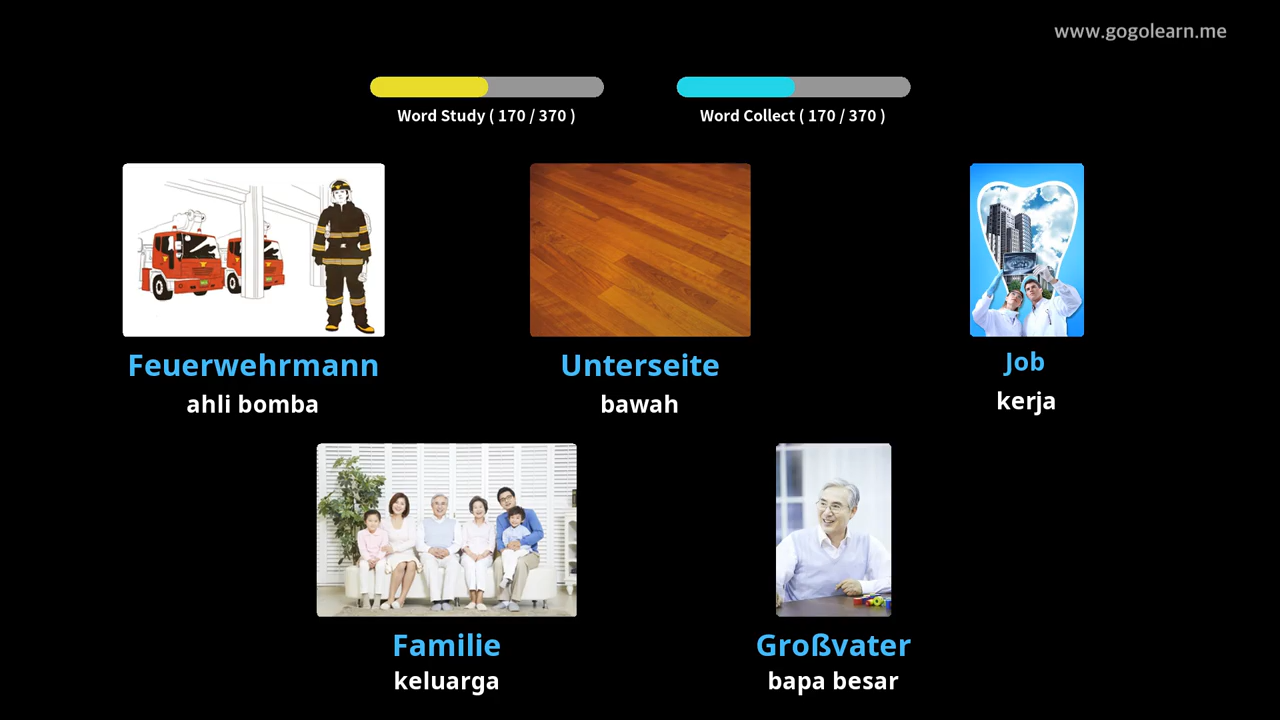 www.gogolearn.me
Word Study ( 170 / 370 )
Word Collect ( 170 / 370 )
Feuerwehrmann
ahli bomba
Unterseite
bawah
Job
kerja
Familie
keluarga
Großvater
bapa besar